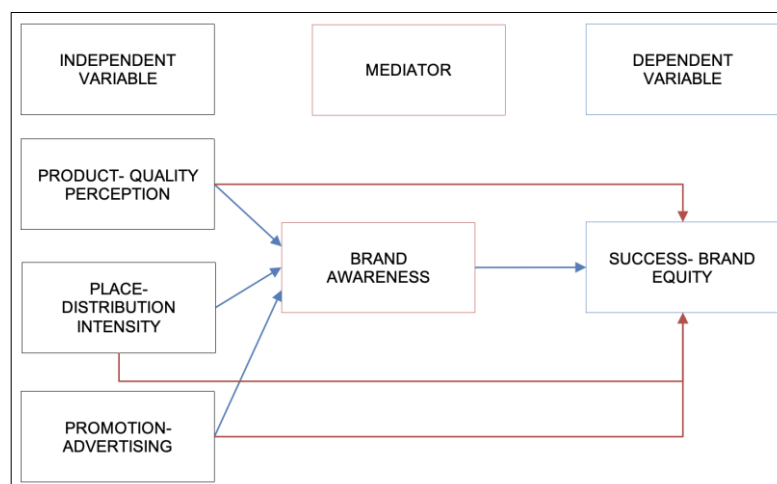 INDEPENDENT
VARIABLE
MEDIATOR
DEPENDENT
VARIABLE
PRODUCT- QUALITY
PERCEPTION
BRAND
AWARENESS
SUCCESS- BRAND
EQUITY
PLACE-
DISTRIBUTION
INTENSITY
PROMOTION-
ADVERTISING